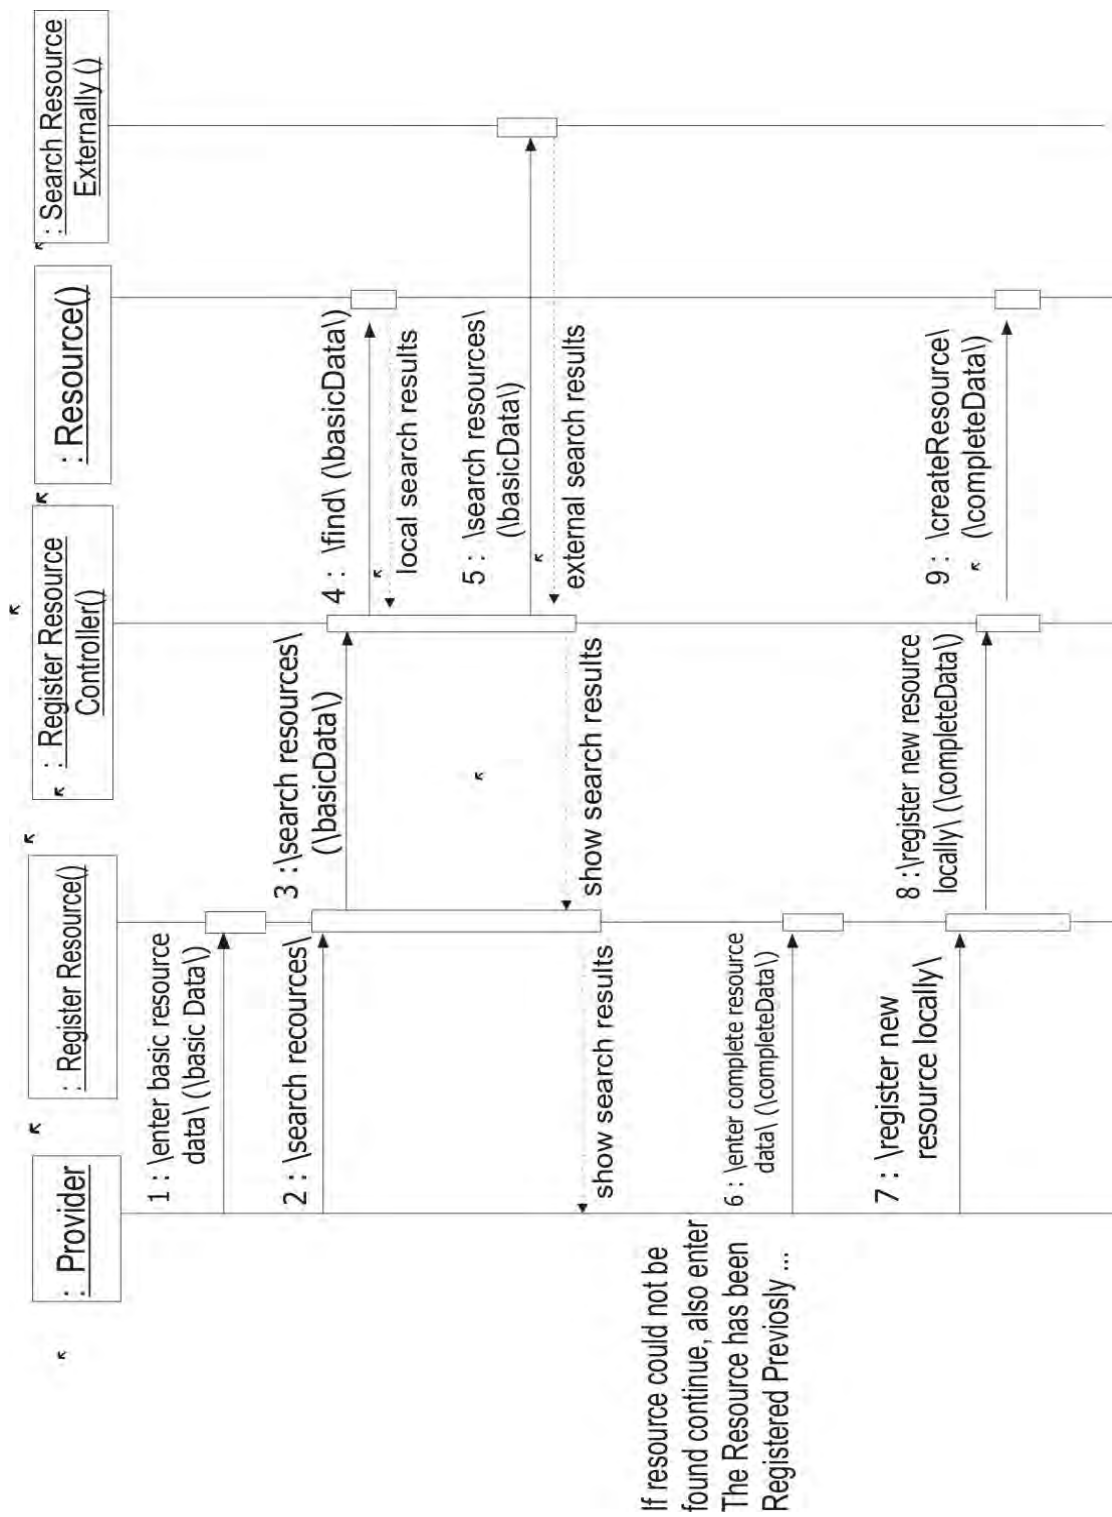 : Provider
: Register Resource()
: Register Resource
Controller()
: Resource()
: Search Resource
Externally ()
1 : \enter basic resource
data\ (\basic Data\)
2 : \search recources\
3 :\search resources\
(\basicData\)
4 : \find\ (\basicData\)
local search results
5 : \search resources\
(\basicData\)
external search results
show search results
show search results
If resource could not be
found continue, also enter
The Resource has been
Registered Previosly ...
6 : \enter complete resource
data\ (\completeData\)
7 : \register new
resource locally\
8 :\register new resource
locally\ (\completeData\)
9 : \createResource\
(\completeData\)